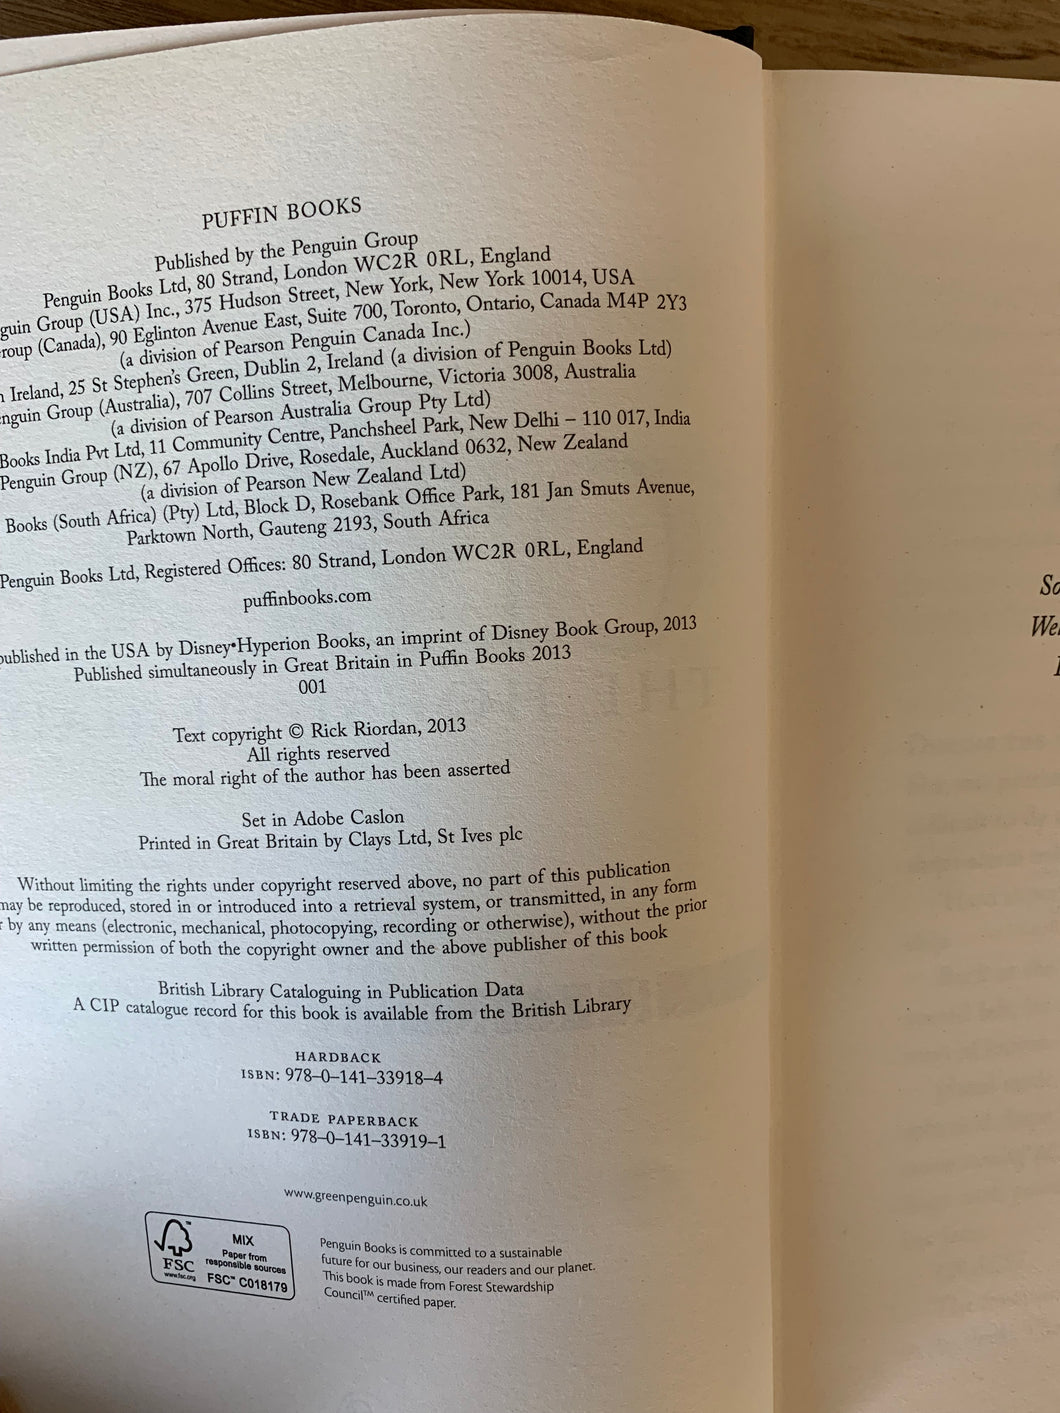 PUFFIN BOOKS
Published by the Penguin Group
Penguin Books Ltd, 80 Strand, London WC2R 0RL, England
guin Group (USA) Inc., 375 Hudson Street, New York, New York 10014, USA
roup (Canada), 90 Eglinton Avenue East, Suite 700, Toronto, Ontario, Canada M4P 2Y3
(a division of Pearson Penguin Canada Inc.)
n Ireland, 25 St Stephen's Green, Dublin 2, Ireland (a division of Penguin Books Ltd)
nguin Group (Australia), 707 Collins Street, Melbourne, Victoria 3008, Australia
(a division of Pearson Australia Group Pty Ltd)
Books India Pvt Ltd, 11 Community Centre, Panchsheel Park, New Delhi – 110 017, India
Penguin Group (NZ), 67 Apollo Drive, Rosedale, Auckland 0632, New Zealand
(a division of Pearson New Zealand Ltd)
Books (South Africa) (Pty) Ltd, Block D, Rosebank Office Park, 181 Jan Smuts Avenue,
Parktown North, Gauteng 2193, South Africa
Penguin Books Ltd, Registered Offices: 80 Strand, London WC2R 0RL, England
puffinbooks.com
published in the USA by Disney•Hyperion Books, an imprint of Disney Book Group, 2013
Published simultaneously in Great Britain in Puffin Books 2013
001
Text copyright © Rick Riordan, 2013
All rights reserved
The moral right of the author has been asserted
Set in Adobe Caslon
Printed in Great Britain by Clays Ltd, St Ives plc
Without limiting the rights under copyright reserved above, no part of this publication
may be reproduced, stored in or introduced into a retrieval system, or transmitted, in any form
r by any means (electronic, mechanical, photocopying, recording or otherwise), without the prior
written permission of both the copyright owner and the above publisher of this book
British Library Cataloguing in Publication Data
A CIP catalogue record for this book is available from the British Library
HARDBACK
ISBN: 978–0–141–33918–4
TRADE PAPERBACK
ISBN: 978–0–141–33919–1
www.greenpenguin.co.uk
FSC
www.fsc.org
MIX
Paper from
responsible sources
FSC™ C018179
Penguin Books is committed to a sustainable
future for our business, our readers and our planet.
This book is made from Forest Stewardship
Council™ certified paper.
So
We